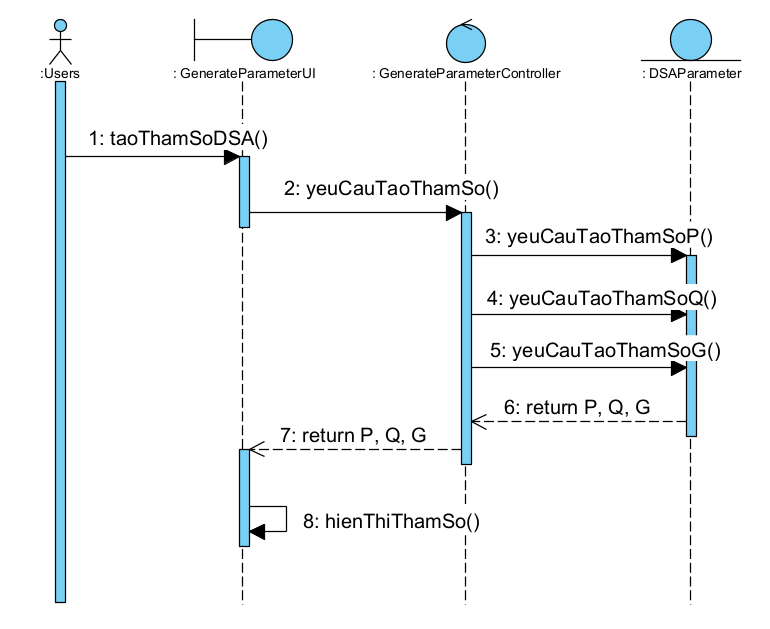 :Users
: GenerateParameterUI
: GenerateParameterController
: DSAParameter
1: taoThamSoDSA()
2: yeuCauTaoThamSo()
3: yeuCauTaoThamSoP()
4: yeuCauTaoThamSoQ()
5: yeuCauTaoThamSoG()
6: return P, Q, G
7: return P, Q, G
8: hienThiThamSo()